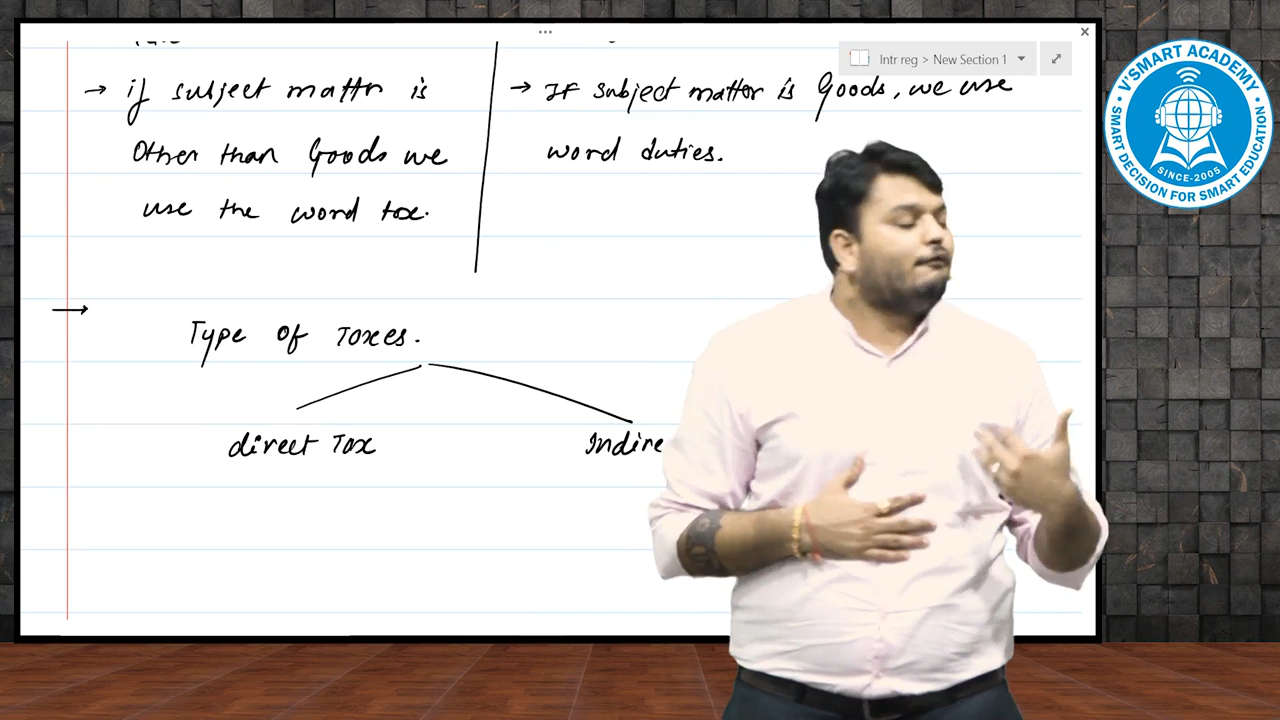 Intr reg > New Section 1
→ if subject matter is
Other than Goods we
use the word tax.
→ IF subject matter is Goods, we use
word duties.
→
Type of Taxes.
direct Tax
Indire
V'SMART ACADEMY
SINCE-2005
SMART DECISION FOR SMART EDUCATION